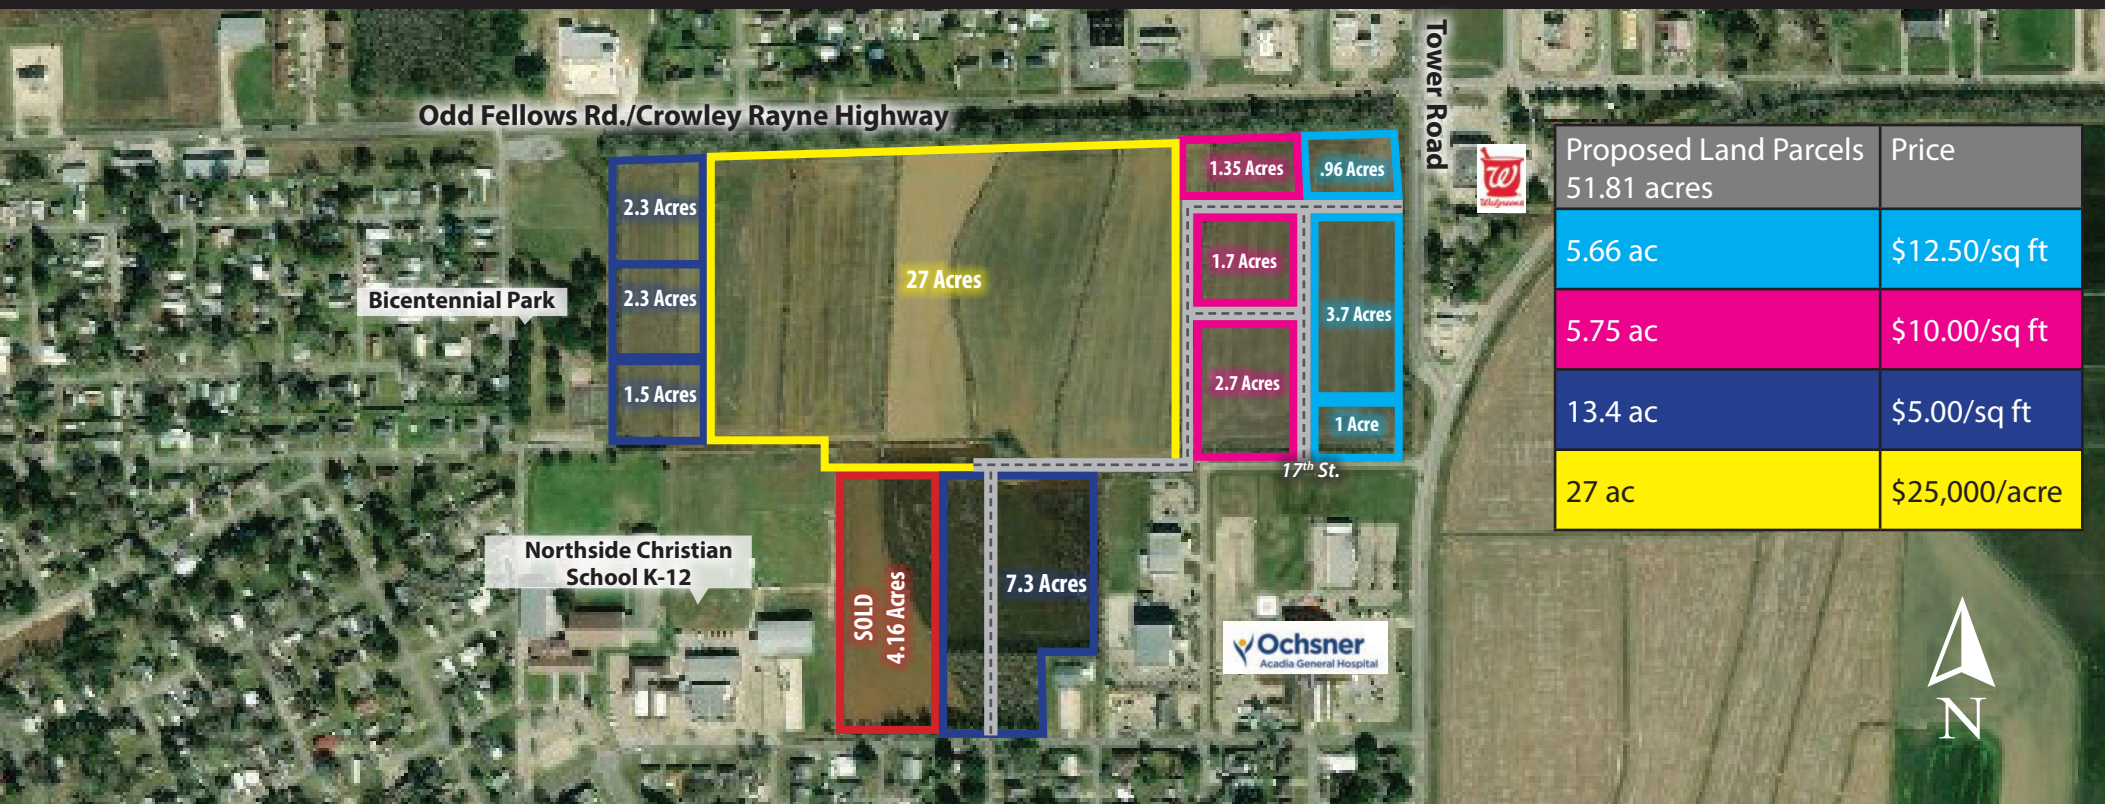 Tower Road
Odd Fellows Rd./Crowley Rayne Highway
2.3 Acres
2.3 Acres
1.5 Acres
27 Acres
1.35 Acres
.96 Acres
1.7 Acres
3.7 Acres
2.7 Acres
1 Acre
17th St.
Bicentennial Park
Northside Christian
School K-12
SOLD
4.16 Acres
7.3 Acres
Ochsner
Acadia General Hospital
W
Walgreens
Proposed Land Parcels
51.81 acres
Price
5.66 ac
$12.50/sq ft
5.75 ac
$10.00/sq ft
13.4 ac
$5.00/sq ft
27 ac
$25,000/acre
N